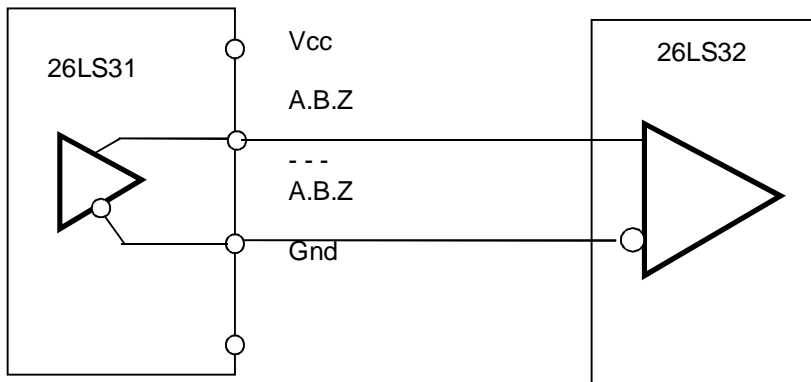 Vcc
26LS31
26LS32
A.B.Z
- - -
A.B.Z
Gnd